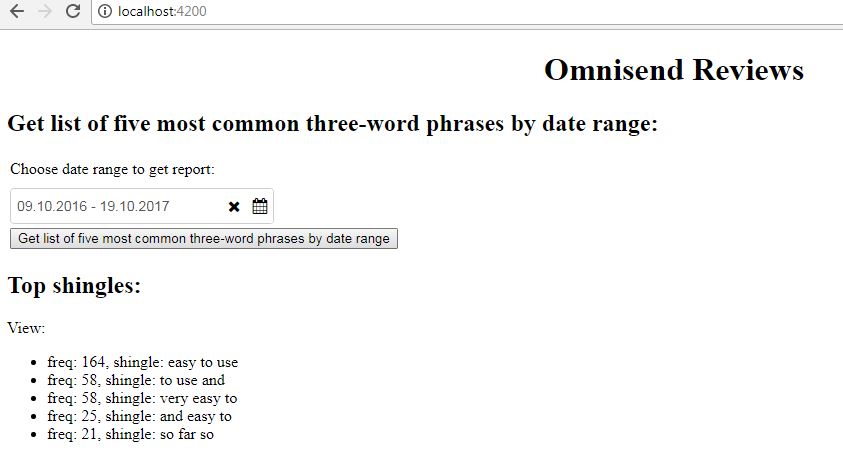 localhost:4200
Omnisend Reviews
Get list of five most common three-word phrases by date range:
Choose date range to get report:
09.10.2016 - 19.10.2017
Get list of five most common three-word phrases by date range
Top shingles:
View:
freq: 164, shingle: easy to use
freq: 58, shingle: to use and
freq: 58, shingle: very easy to
freq: 25, shingle: and easy to
freq: 21, shingle: so far so